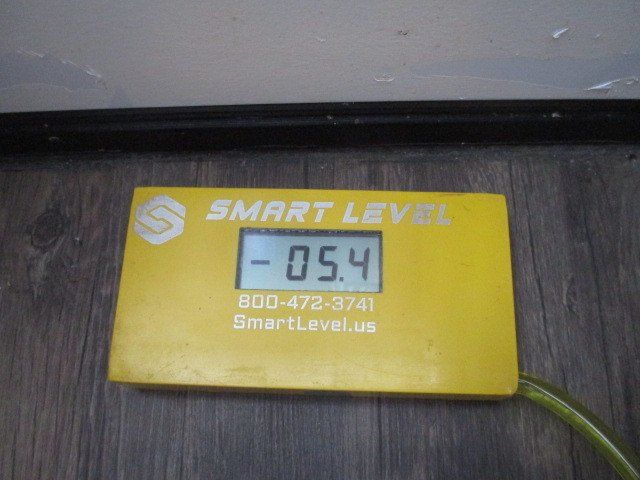 SMART LEVEL
- 05.4
800-472-3741
SmartLevel.us